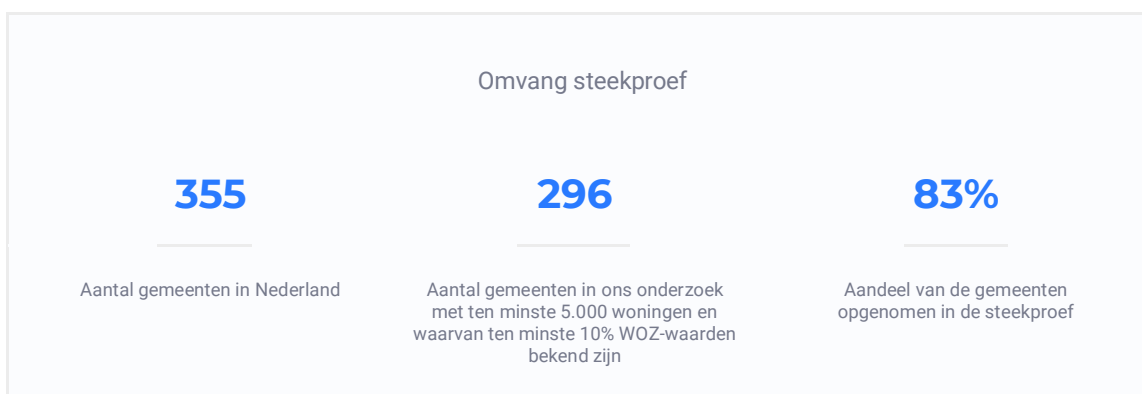 Omvang steekproef
355
296
83%
Aantal gemeenten in Nederland
Aantal gemeenten in ons onderzoek
met ten minste 5.000 woningen en
waarvan ten minste 10% WOZ-waarden
bekend zijn
Aandeel van de gemeenten
opgenomen in de steekproef